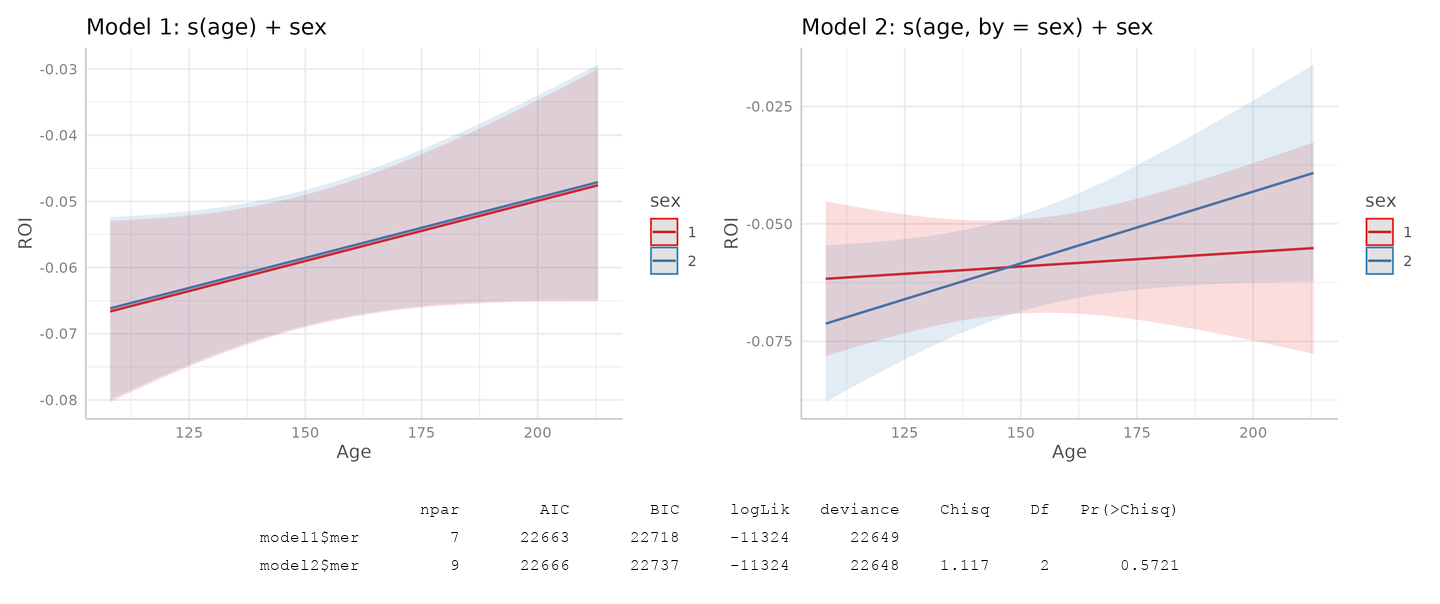 Model 1: s(age) + sex
-0.03
-0.04
-0.05
-0.06
-0.07
-0.08
ROI
125 150 175 200
Age
sex
1
2
Model 2: s(age, by = sex) + sex
-0.025
-0.050
-0.075
ROI
125 150 175 200
Age
sex
1
2
npar AIC BIC logLik deviance Chisq Df Pr(>Chisq)
model1$mer 7 22663 22718 -11324 22649
model2$mer 9 22666 22737 -11324 22648 1.117 2 0.5721